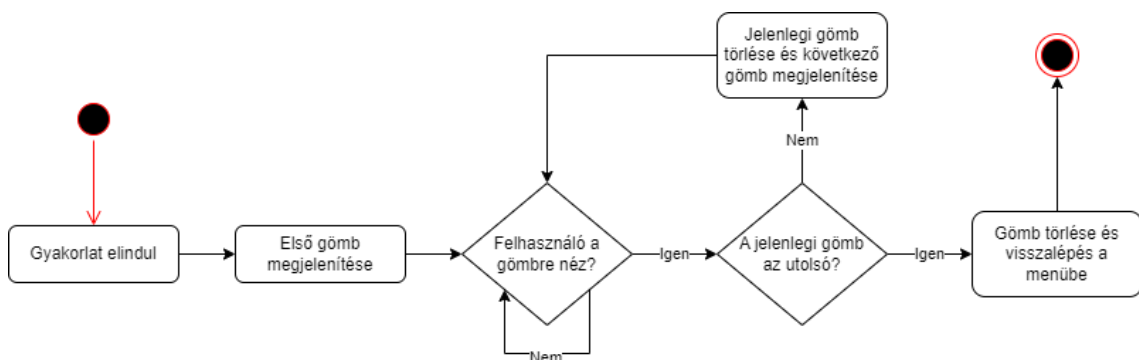 Gyakorlat elindul
Első gömb
megjelenítése
Felhasználó a
gömbre néz?
Nem
Igen
A jelenlegi gömb
az utolsó?
Nem
Jelenlegi gömb
törlése és következő
gömb megjelenítése
Igen
Gömb törlése és
visszalépés a
menübe